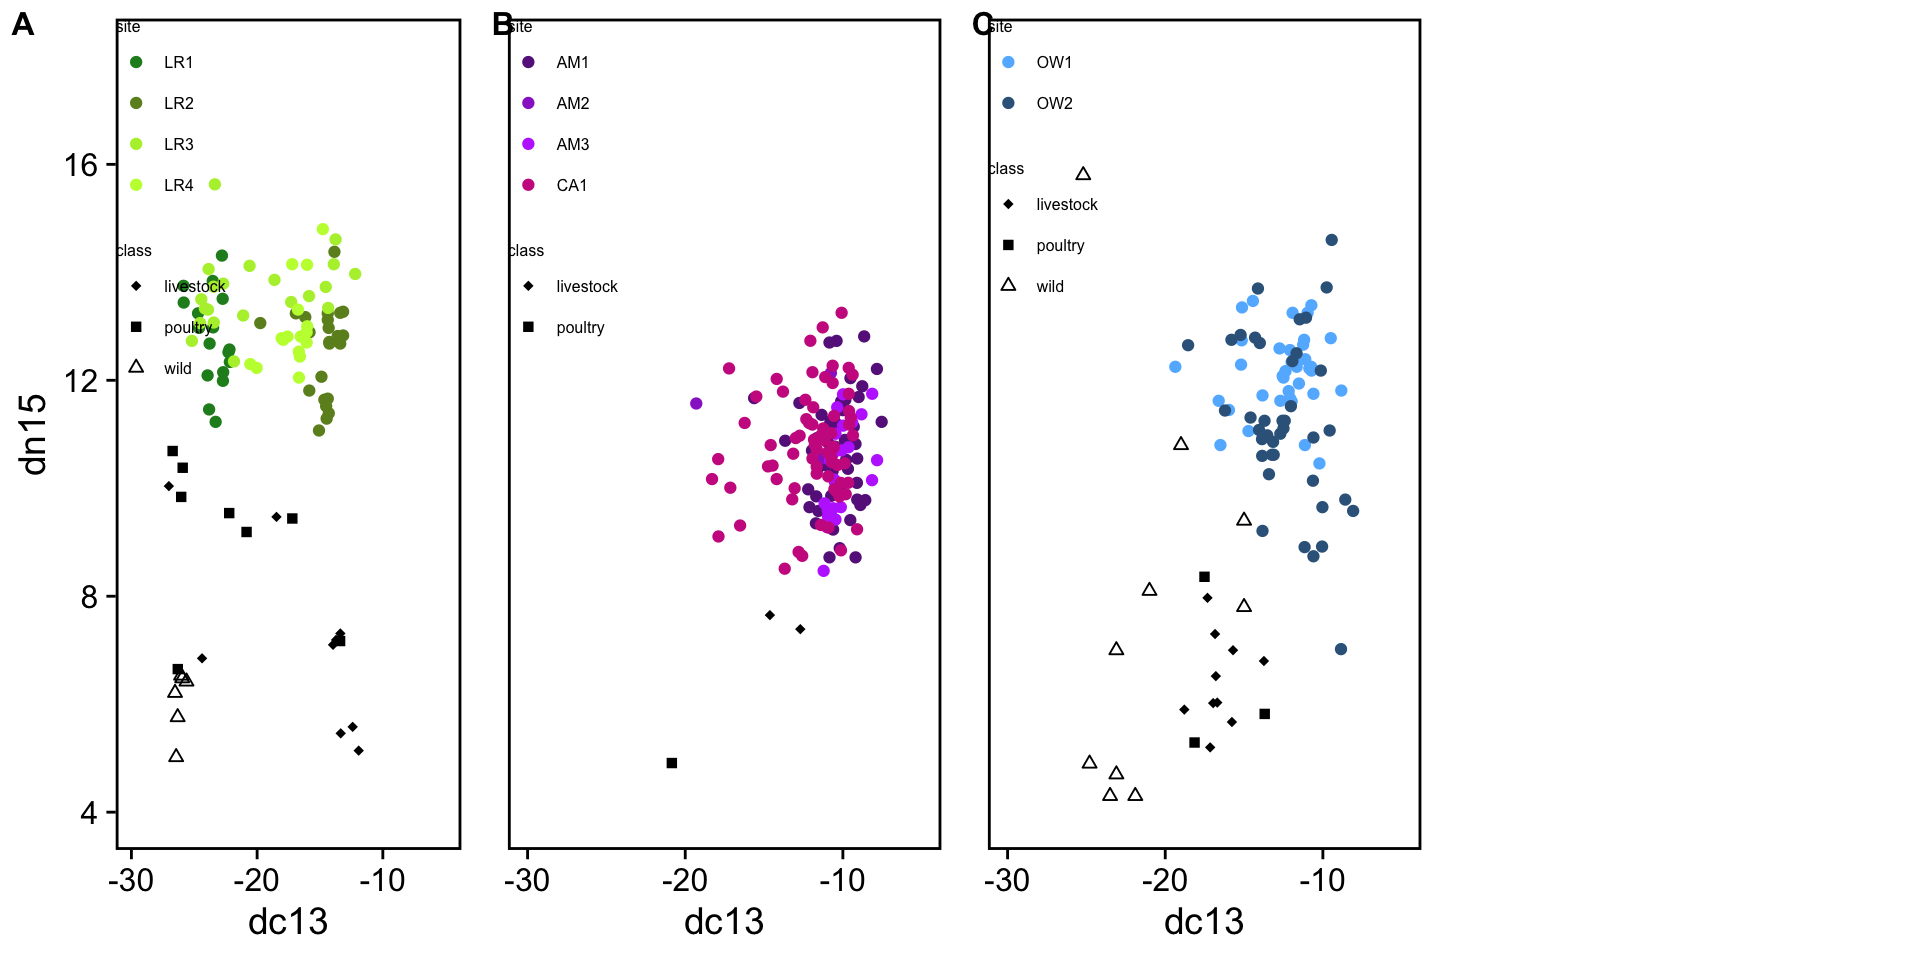 A
site
LR1
LR2
LR3
LR4
class
livestock
poultry
wild
16
12
8
4
dn15
-30 -20 -10
dc13
B
site
AM1
AM2
AM3
CA1
class
livestock
poultry
-30 -20 -10
dc13
C
site
OW1
OW2
class
livestock
poultry
wild
-30 -20 -10
dc13